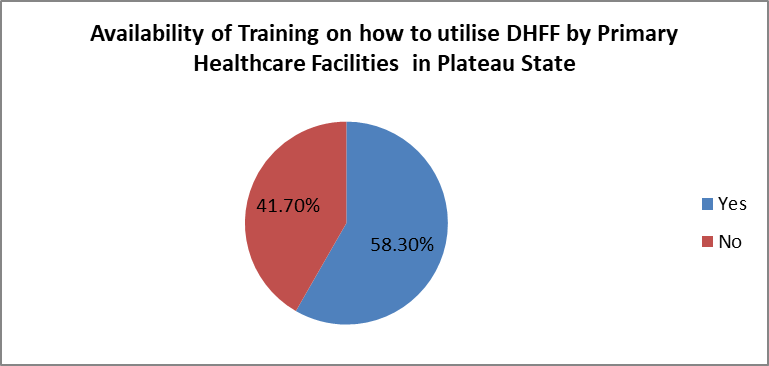 Availability of Training on how to utilise DHFF by Primary
Healthcare Facilities in Plateau State
41.70%
58.30%
Yes
No